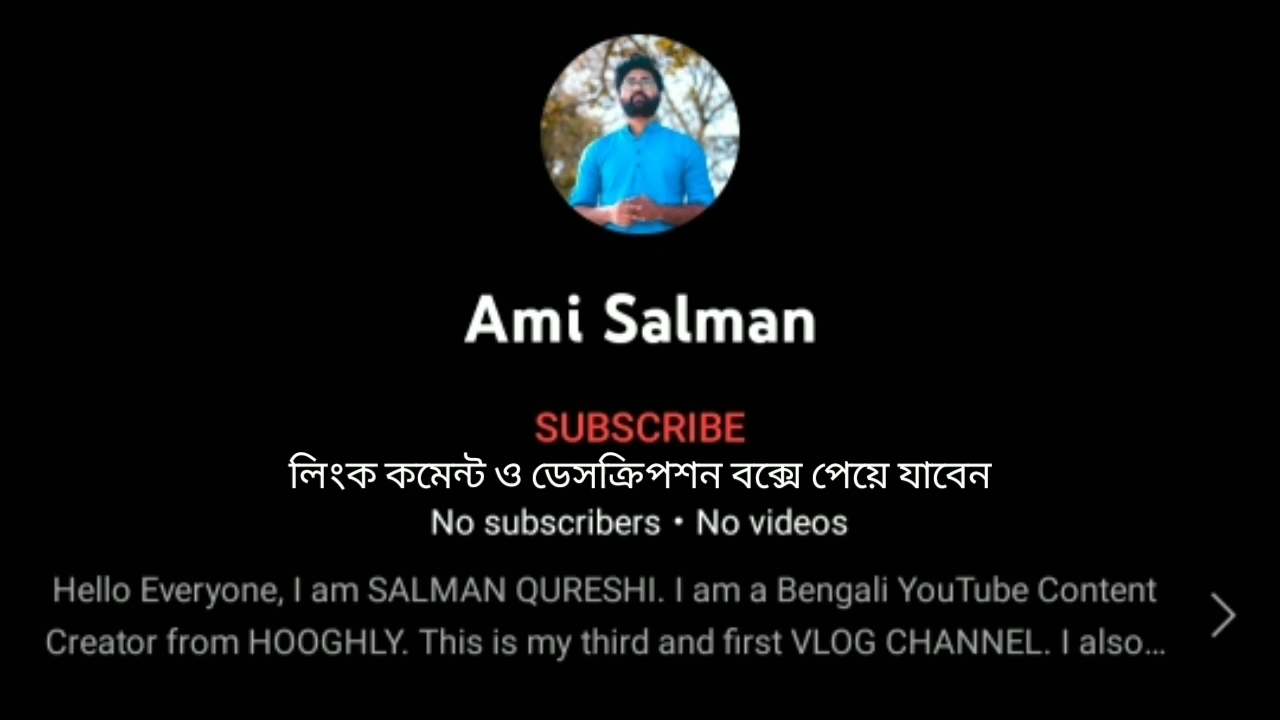 Ami Salman
SUBSCRIBE
লিংক কমেন্ট ও ডেসক্রিপশন বক্সে পেয়ে যাবেন
No subscribers • No videos
Hello Everyone, I am SALMAN QURESHI. I am a Bengali YouTube Content
Creator from HOOGHLY. This is my third and first VLOG CHANNEL. I also...